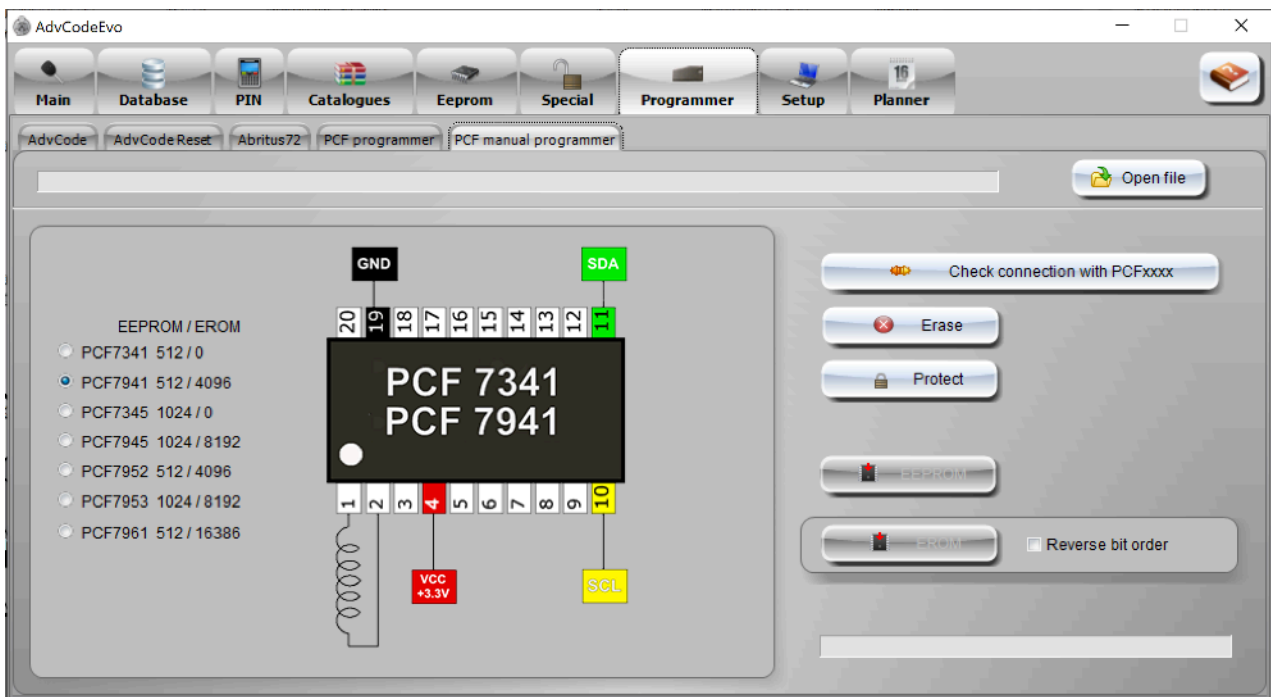 AdvCodeEvo
Main Database PIN Catalogues Eeprom Special Programmer Setup 16 Planner
AdvCode AdvCode Reset Abritus72 PCF programmer PCF manual programmer
Open file
GND SDA
Check connection with PCFxxxx
20 19 18 17 16 15 14 13 12 11
EEPROM / EROM
Erase
PCF7341 512 / 0
PCF7941 512 / 4096
PCF 7341
Protect
PCF7345 1024 / 0
PCF 7941
PCF7945 1024 / 8192
PCF7952 512 / 4096
EEPROM
PCF7953 1024 / 8192
1 2 3 4 5 6 7 8 9 10
PCF7961 512 / 16386
EROM Reverse bit order
VCC
+3.3V
SCL